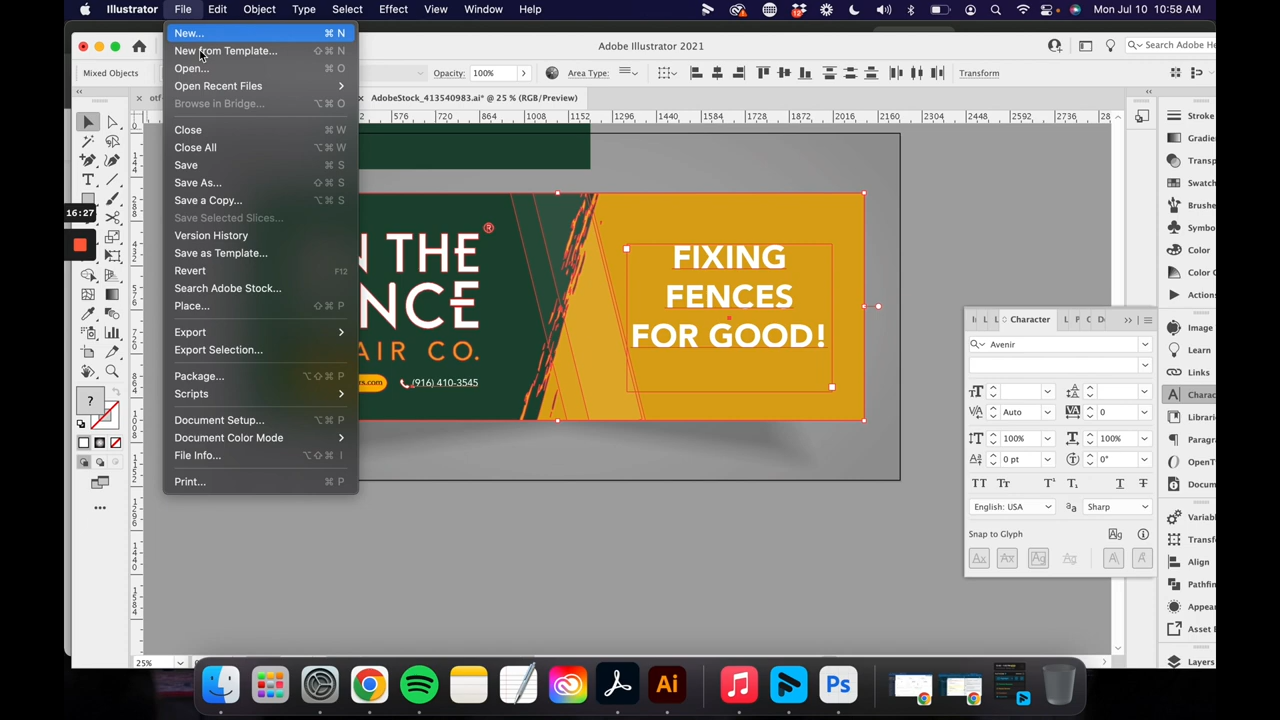 Illustrator File Edit Object Type Select Effect View Window Help
Mon Jul 10 10:58 AM
Adobe Illustrator 2021
Search Adobe He
Mixed Objects
Opacity: 100%
Area Type:
Transform
AdobeStock_413540983.ai* @ 25 % (RGB/Preview)
576 720 864 1008 1152 1296 1440 1584 1728 1872 2016 2160 2304 2448 2592 2736
New... ⌘ N
New from Template... ⇧⌘ N
Open... ⌘ O
Open Recent Files
Browse in Bridge... ⌥⌘ O
Close ⌘ W
Close All ⌥⌘ W
Save ⌘ S
Save As... ⇧⌘ S
Save a Copy... ⌥⌘ S
Save Selected Slices...
Version History
Save as Template...
Revert F12
Search Adobe Stock...
Place... ⇧⌘ P
Export
Export Selection...
Package... ⌥⇧⌘ P
Scripts
Document Setup... ⌥⌘ P
Document Color Mode
File Info... ⌥⇧⌘ I
Print... ⌘ P
16:27
N THE ®
NCE
AIR CO.
ts.com
(916) 410-3545
FIXING
FENCES
FOR GOOD!
Character
Avenir
Auto
0
100%
100%
0 pt
0°
English: USA
Sharp
Snap to Glyph
Stroke
Gradie
Transp
Swatch
Brushe
Symbo
Color
Color G
Actions
Image
Learn
Links
Charac
Librari
Paragr
OpenT
Docum
Variab
Transf
Align
Pathfin
Appea
Asset E
Layers
25%
Ai
Ps